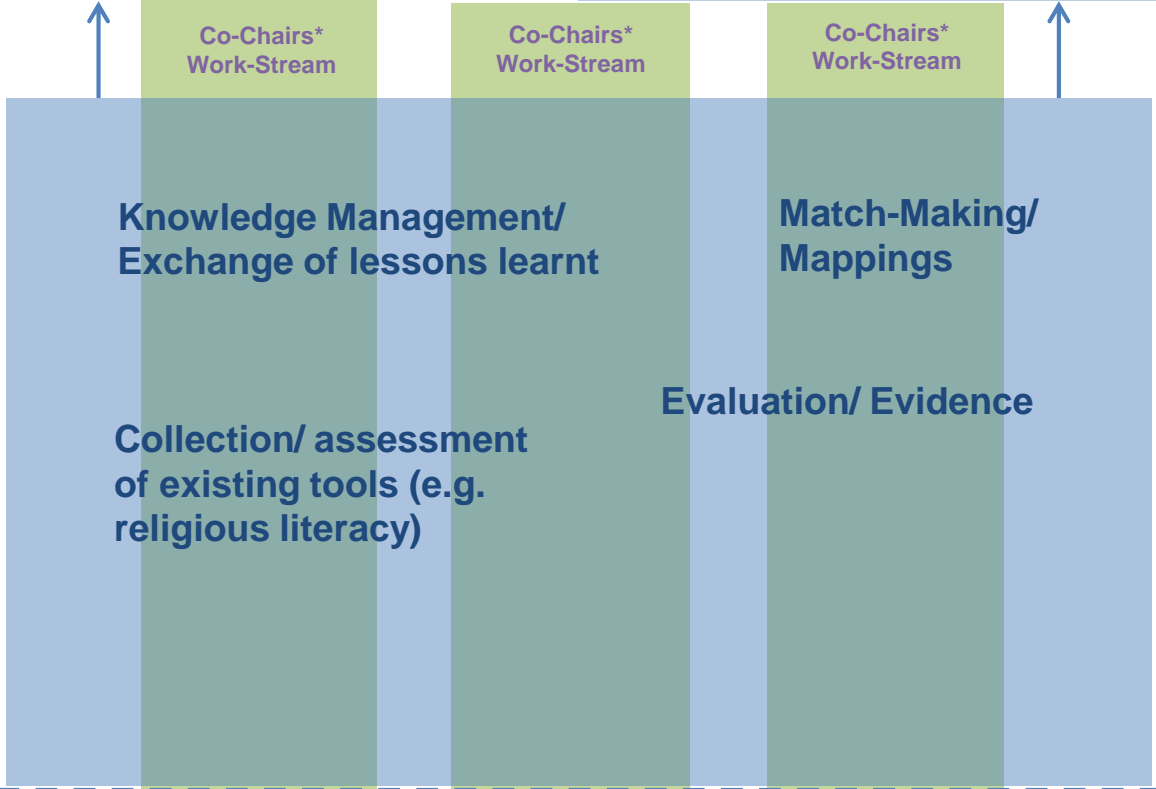 Co-Chairs*
Work-Stream
Co-Chairs*
Work-Stream
Co-Chairs*
Work-Stream
Knowledge Management/
Exchange of lessons learnt
Match-Making/
Mappings
Evaluation/ Evidence
Collection/ assessment
of existing tools (e.g.
religious literacy)